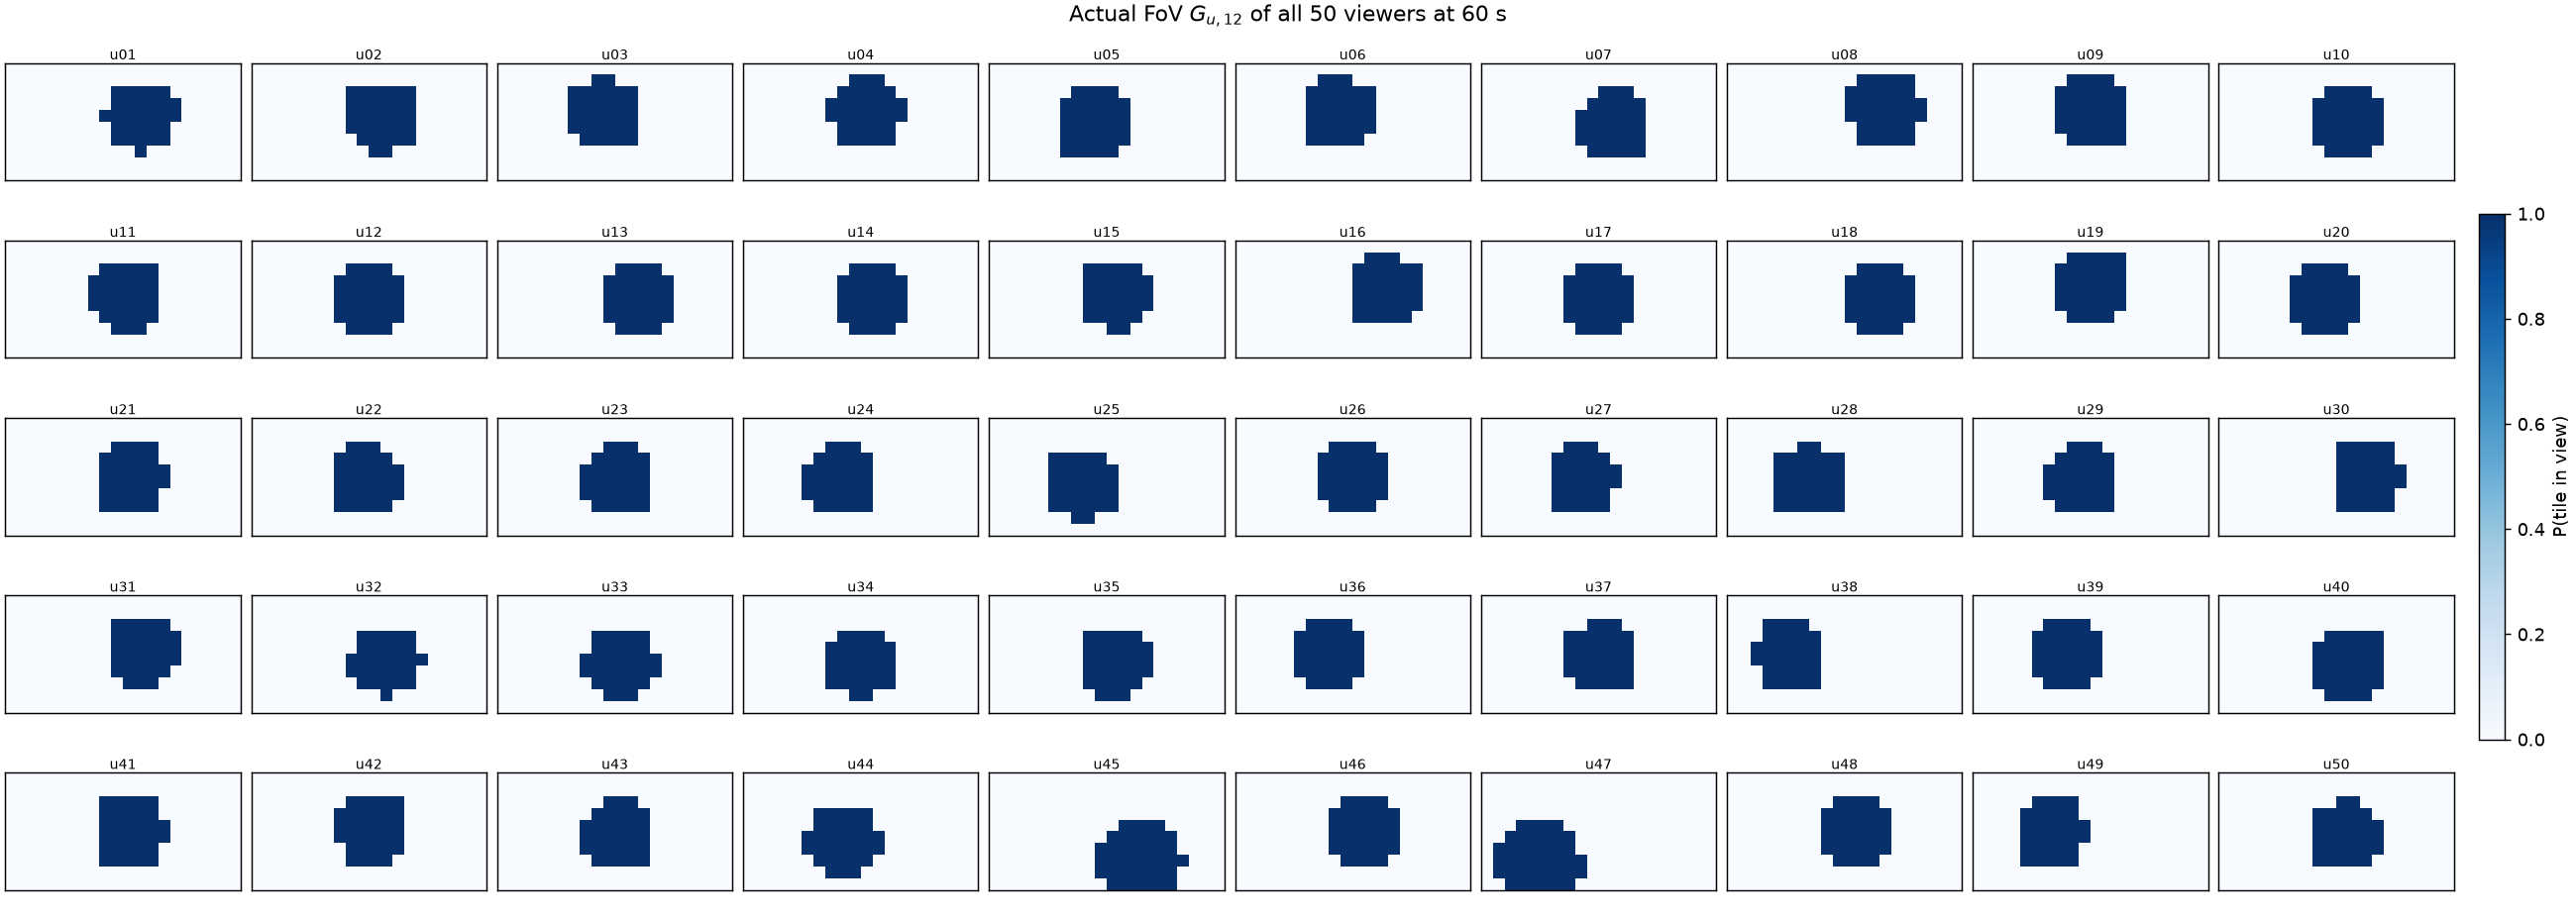 Actual FoV G_{u, 12} of all 50 viewers at 60 s
u01 u02 u03 u04 u05 u06 u07 u08 u09 u10
u11 u12 u13 u14 u15 u16 u17 u18 u19 u20
u21 u22 u23 u24 u25 u26 u27 u28 u29 u30
u31 u32 u33 u34 u35 u36 u37 u38 u39 u40
u41 u42 u43 u44 u45 u46 u47 u48 u49 u50
1.0
0.8
0.6
0.4
0.2
0.0
P(tile in view)